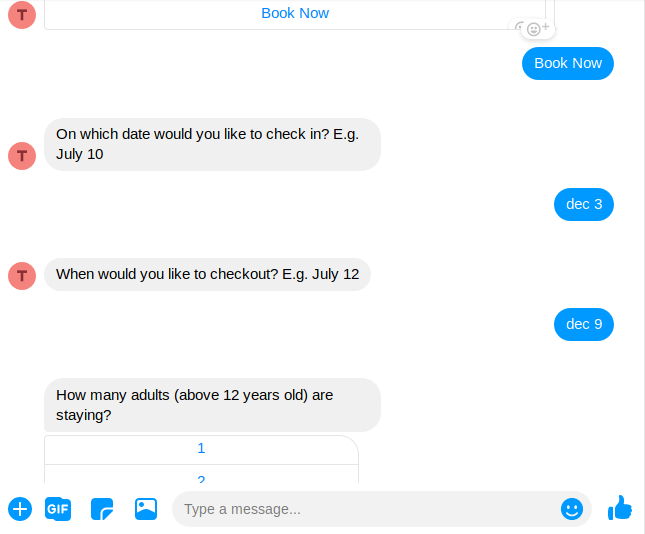 T
Book Now
Book Now
On which date would you like to check in? E.g.
July 10
T
dec 3
When would you like to checkout? E.g. July 12
T
dec 9
How many adults (above 12 years old) are
staying?
1
2
GIF
Type a message...